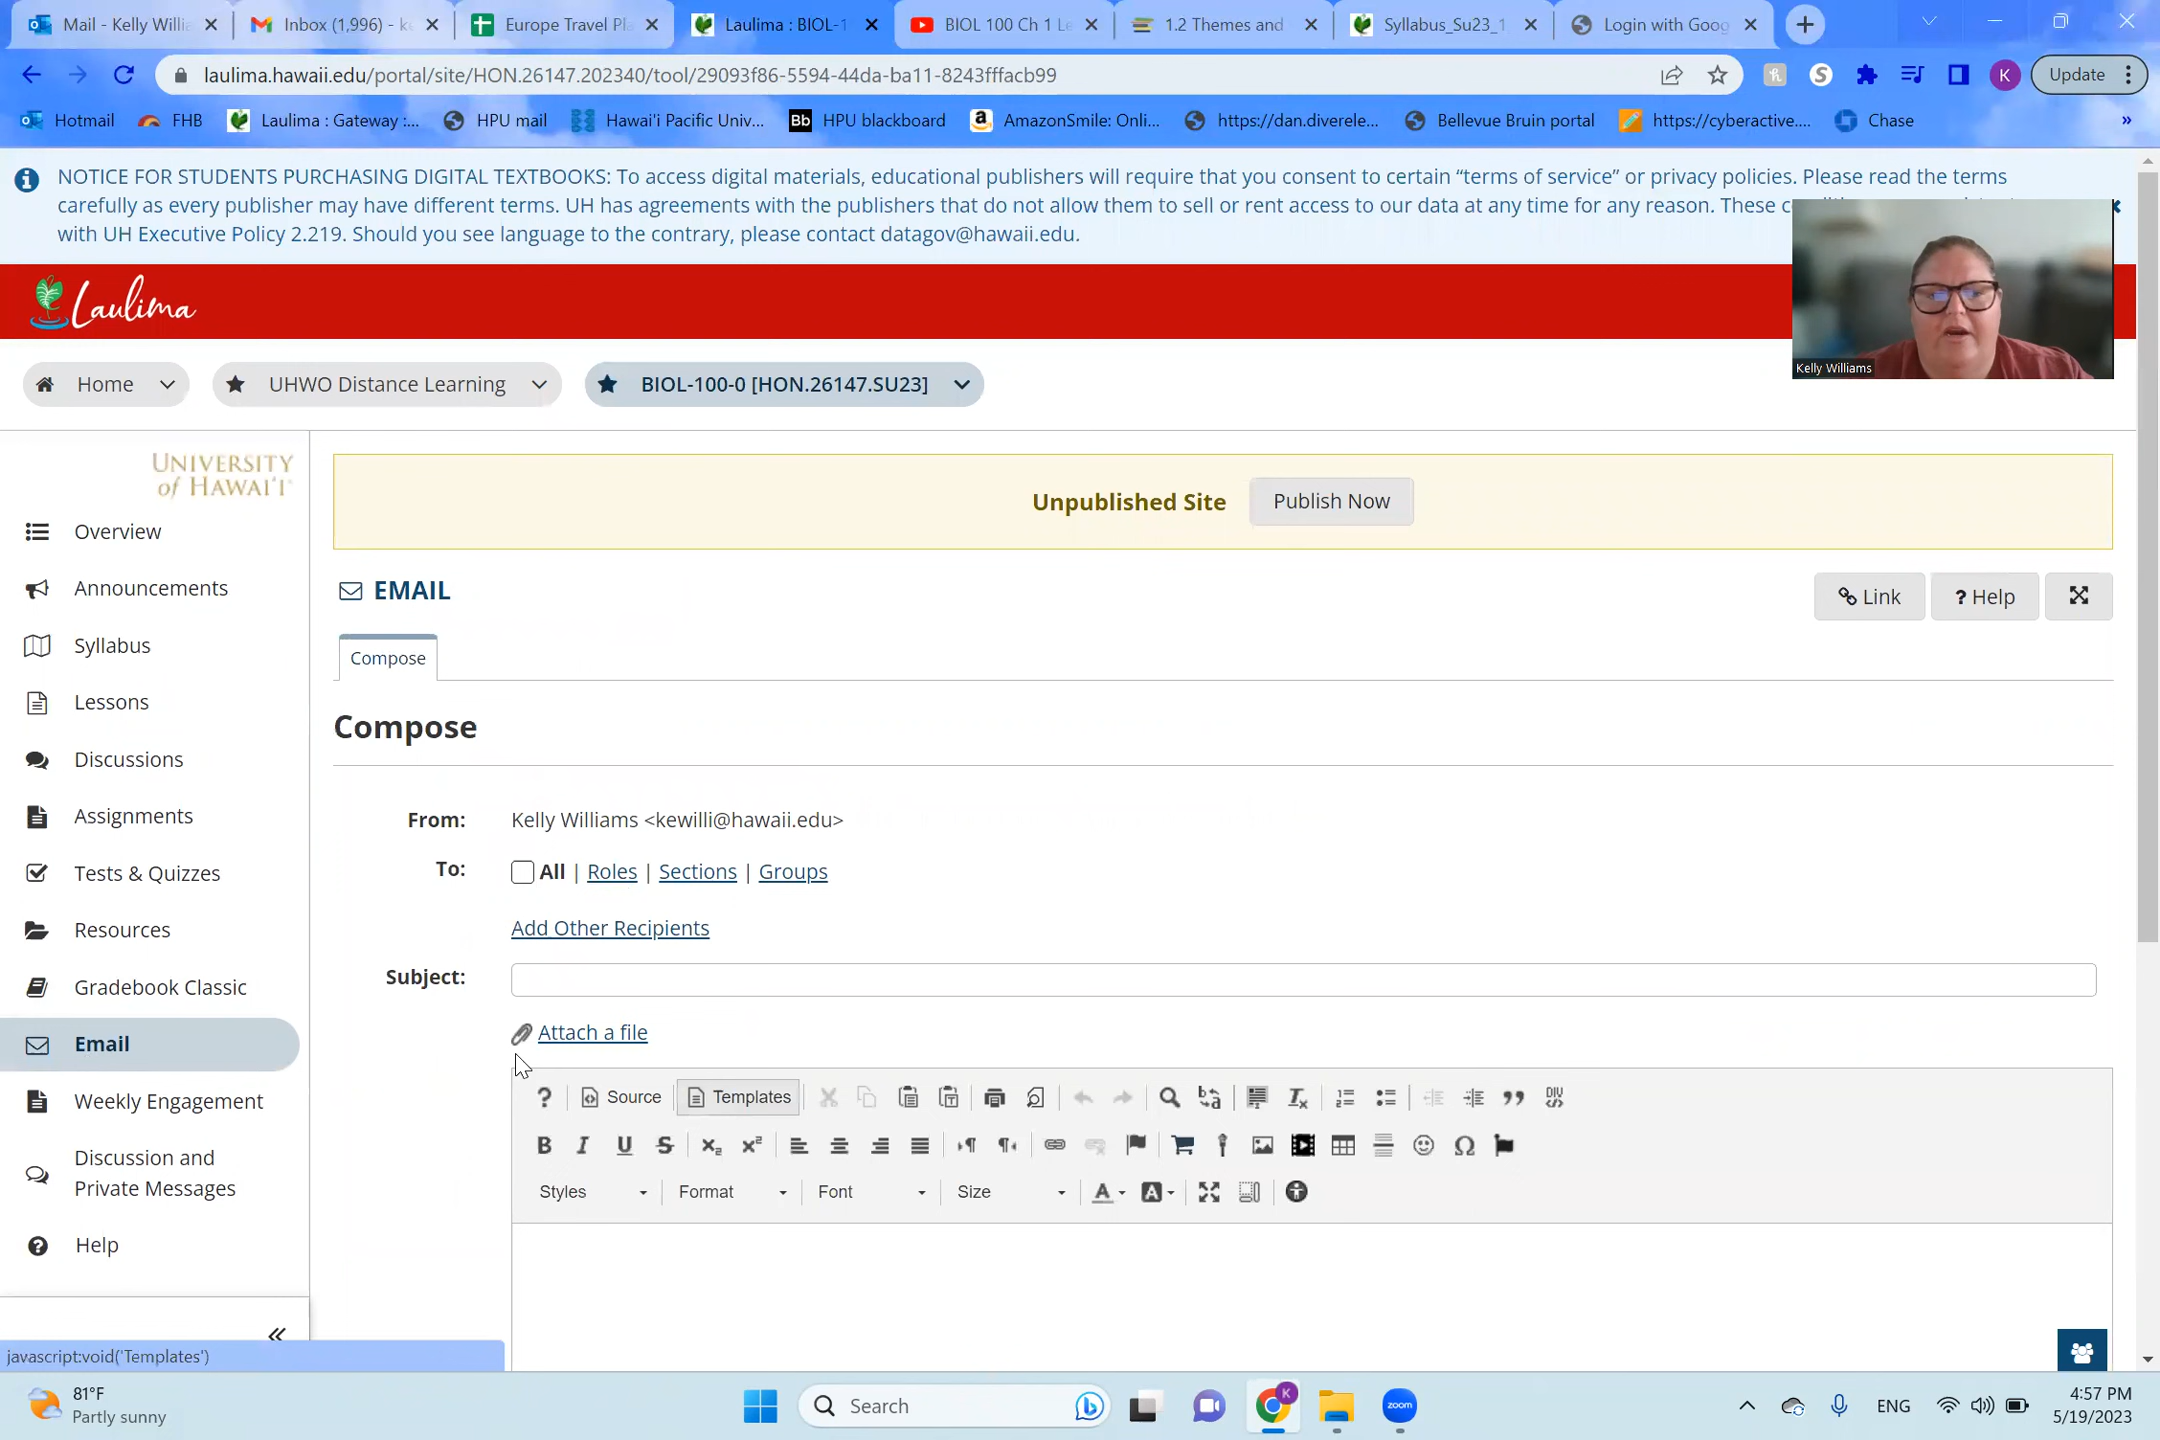 Mail - Kelly Willia
Inbox (1,996) - ke
Europe Travel Pla
Laulima : BIOL-1
BIOL 100 Ch 1 Le
1.2 Themes and
Syllabus_Su23_1
Login with Goog
laulima.hawaii.edu/portal/site/HON.26147.202340/tool/29093f86-5594-44da-ba11-8243fffacb99
K
Update
Hotmail
FHB
Laulima : Gateway :...
HPU mail
Hawai'i Pacific Univ...
Bb HPU blackboard
AmazonSmile: Onli...
https://dan.diverele...
Bellevue Bruin portal
https://cyberactive....
Chase
»
NOTICE FOR STUDENTS PURCHASING DIGITAL TEXTBOOKS: To access digital materials, educational publishers will require that you consent to certain “terms of service” or privacy policies. Please read the terms
carefully as every publisher may have different terms. UH has agreements with the publishers that do not allow them to sell or rent access to our data at any time for any reason. These
with UH Executive Policy 2.219. Should you see language to the contrary, please contact datagov@hawaii.edu.
Laulima
Kelly Williams
Home
UHWO Distance Learning
BIOL-100-0 [HON.26147.SU23]
UNIVERSITY
of HAWAI'I
Overview
Announcements
Syllabus
Lessons
Discussions
Assignments
Tests & Quizzes
Resources
Gradebook Classic
Email
Weekly Engagement
Discussion and
Private Messages
Help
«
Unpublished Site
Publish Now
EMAIL
Link
? Help
Compose
Compose
From: Kelly Williams <kewilli@hawaii.edu>
To: All | Roles | Sections | Groups
Add Other Recipients
Subject:
Attach a file
? Source Templates
B I U S
Styles Format Font Size A A
javascript:void('Templates')
81°F
Partly sunny
Search
K
zoom
ENG
4:57 PM
5/19/2023